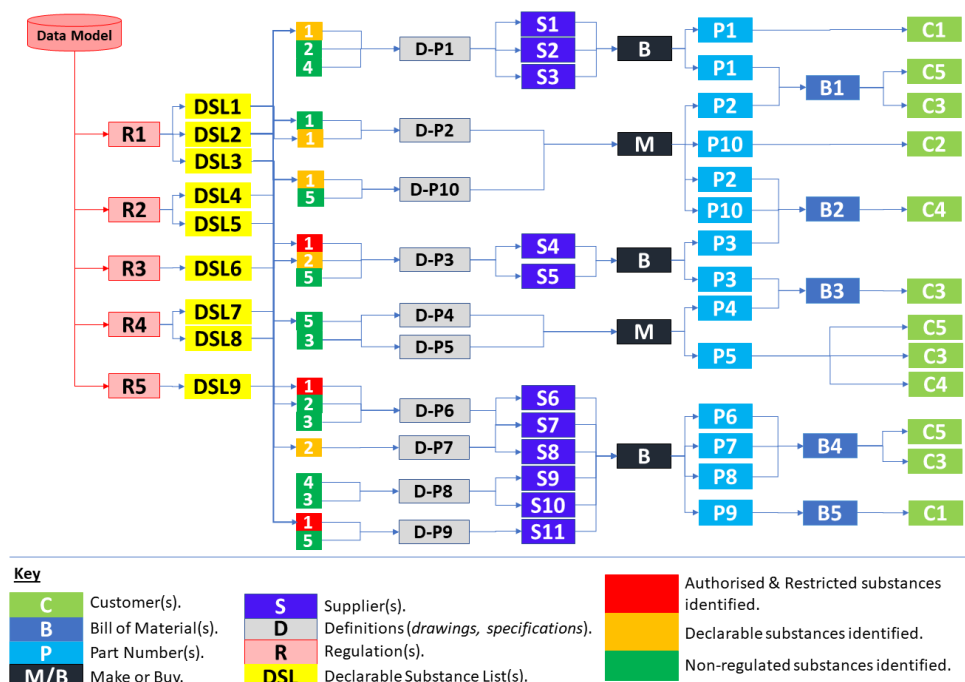 Data Model
R1
R2
R3
R4
R5
DSL1
DSL2
DSL3
DSL4
DSL5
DSL6
DSL7
DSL8
DSL9
1
2
4
1
1
1
5
1
2
5
5
3
1
2
3
2
4
3
1
5
D-P1
D-P2
D-P10
D-P3
D-P4
D-P5
D-P6
D-P7
D-P8
D-P9
S1
S2
S3
S4
S5
S6
S7
S8
S9
S10
S11
B
M
B
M
B
P1
P1
P2
P10
P2
P10
P3
P3
P4
P5
P6
P7
P8
P9
B1
B2
B3
B4
B5
C1
C5
C3
C2
C4
C3
C5
C3
C4
C5
C3
C1
Key
C Customer(s).
B Bill of Material(s).
P Part Number(s).
M/B Make or Buy.
S Supplier(s).
D Definitions (drawings, specifications).
R Regulation(s).
DSL Declarable Substance List(s).
Authorised & Restricted substances
identified.
Declarable substances identified.
Non-regulated substances identified.